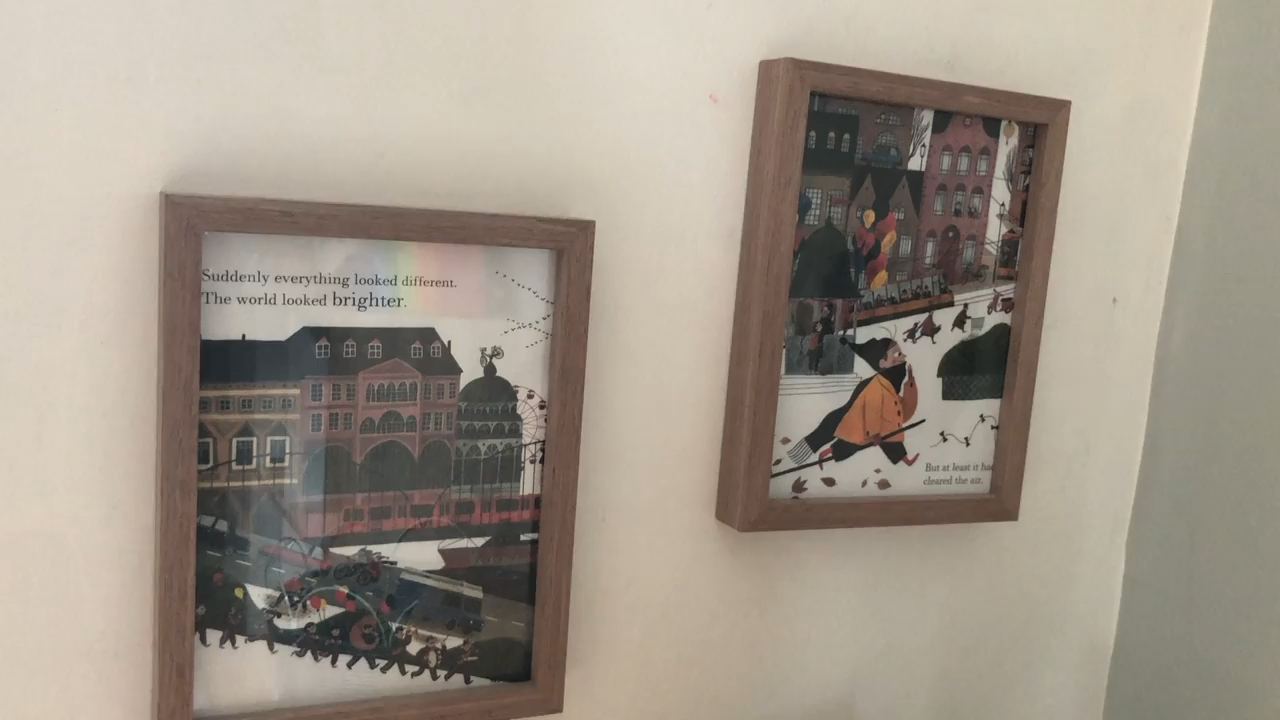 Suddenly everything looked different.
The world looked brighter.
But at least it had
cleared the air.